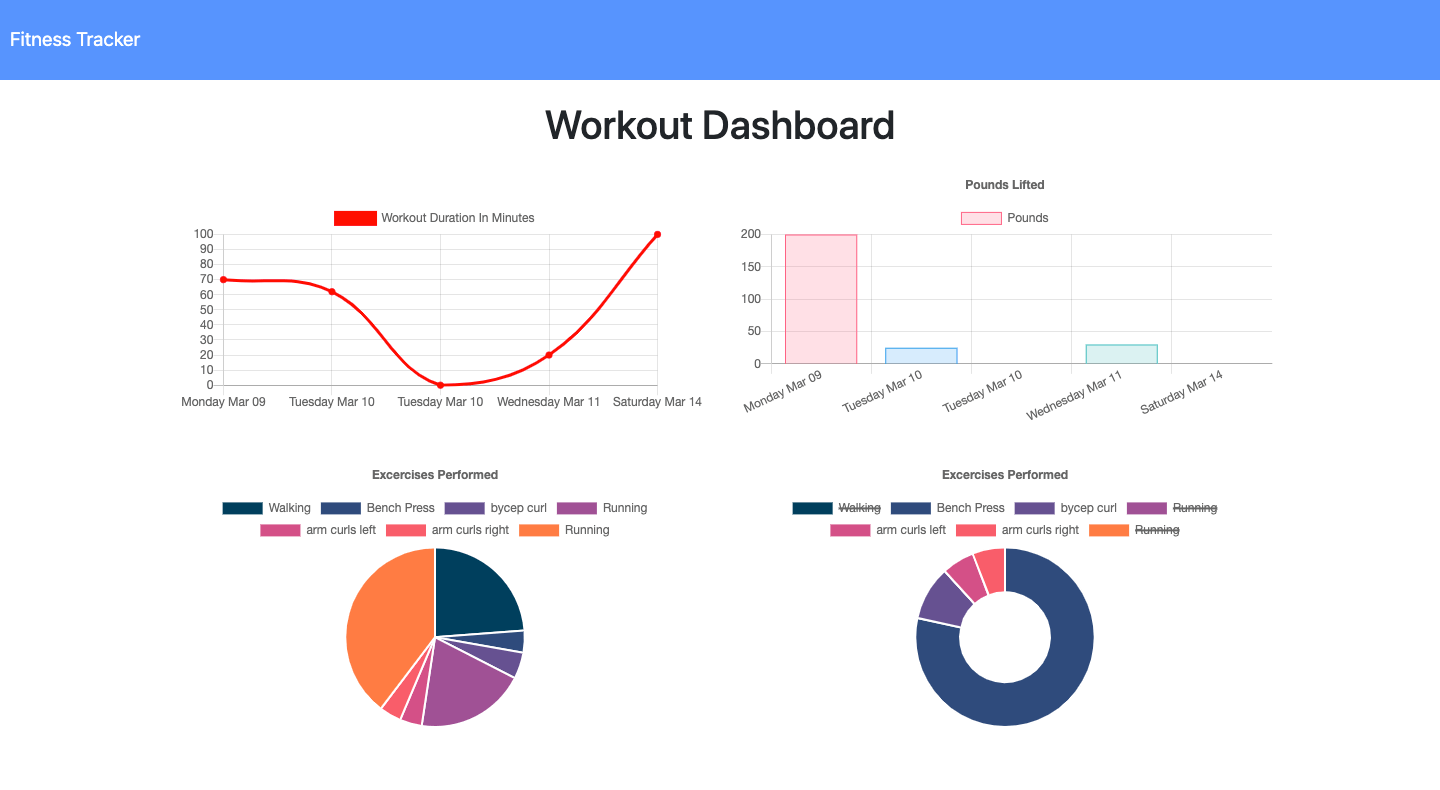 Fitness Tracker
Workout Dashboard
Workout Duration In Minutes
100
90
80
70
60
50
40
30
20
10
0
Monday Mar 09 Tuesday Mar 10 Tuesday Mar 10 Wednesday Mar 11 Saturday Mar 14
Pounds Lifted
Pounds
200
150
100
50
0
Monday Mar 09 Tuesday Mar 10 Tuesday Mar 10 Wednesday Mar 11 Saturday Mar 14
Excercises Performed
Walking Bench Press bycep curl Running
arm curls left arm curls right Running
Excercises Performed
Walking Bench Press bycep curl Running
arm curls left arm curls right Running